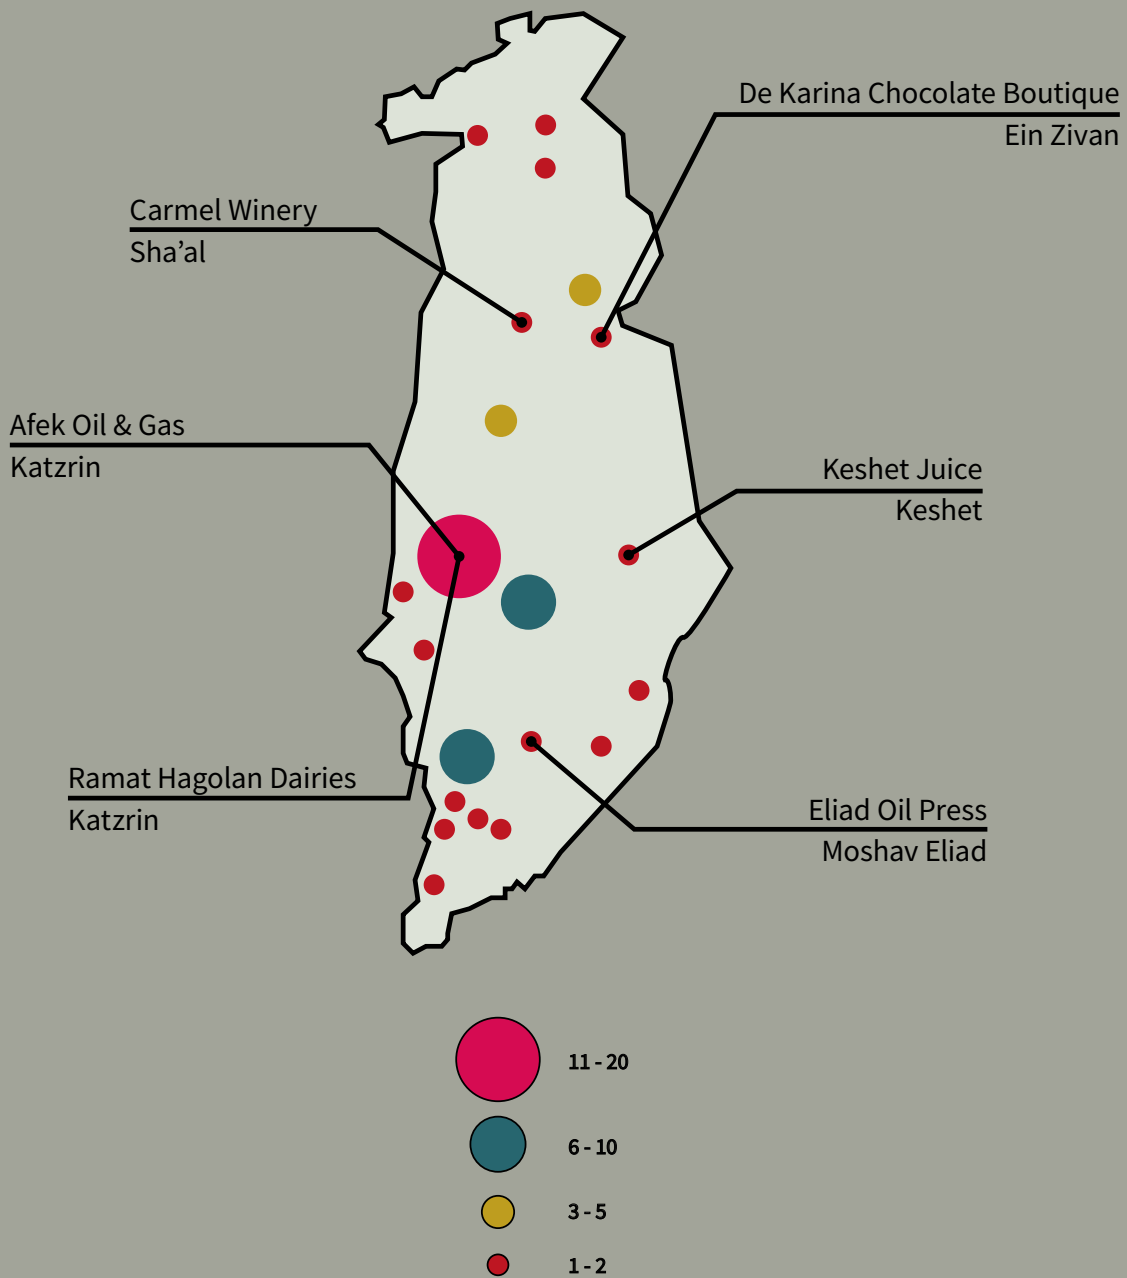 De Karina Chocolate Boutique
Ein Zivan
Carmel Winery
Sha’al
Afek Oil & Gas
Katzrin
Keshet Juice
Keshet
Ramat Hagolan Dairies
Katzrin
Eliad Oil Press
Moshav Eliad
11 - 20
6 - 10
3 - 5
1 - 2